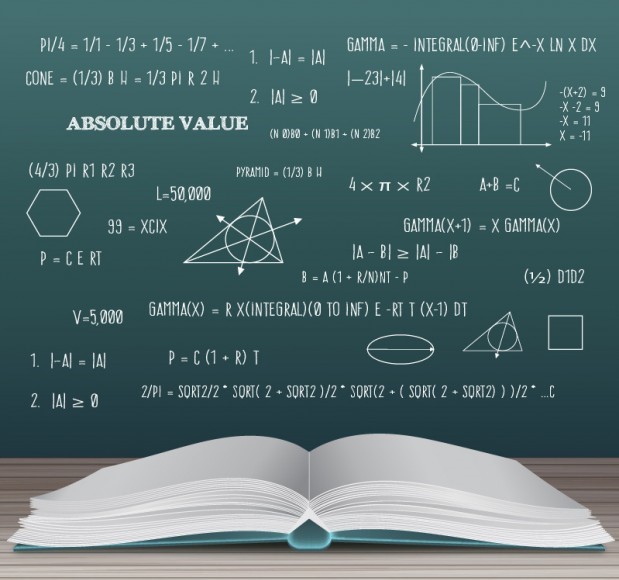 PI/4 = 1/1 - 1/3 + 1/5 - 1/7 + ...
1. |-A| = |A|
GAMMA = - INTEGRAL(0-INF) E^-X LN X DX
CONE = (1/3) B H = 1/3 PI R 2 H
|—23|+|4|
2. |A| ≥ 0
-(X+2) = 9
-X -2 = 9
-X = 11
X = -11
ABSOLUTE VALUE
(N 0)B0 + (N 1)B1 + (N 2)B2
(4/3) PI R1 R2 R3
PYRAMID = (1/3) B H
L=50,000
4 × π × R2
A+B =C
99 = XCIX
GAMMA(X+1) = X GAMMA(X)
P = C E RT
|A - B| ≥ |A| - |B
B = A (1 + R/N)NT - P
(½) D1D2
V=5,000
GAMMA(X) = R X(INTEGRAL)(0 TO INF) E -RT T (X-1) DT
1. |-A| = |A|
P = C (1 + R) T
2. |A| ≥ 0
2/PI = SQRT2/2 * SQRT( 2 + SQRT2 )/2 * SQRT(2 + ( SQRT( 2 + SQRT2) ) )/2 * ...C